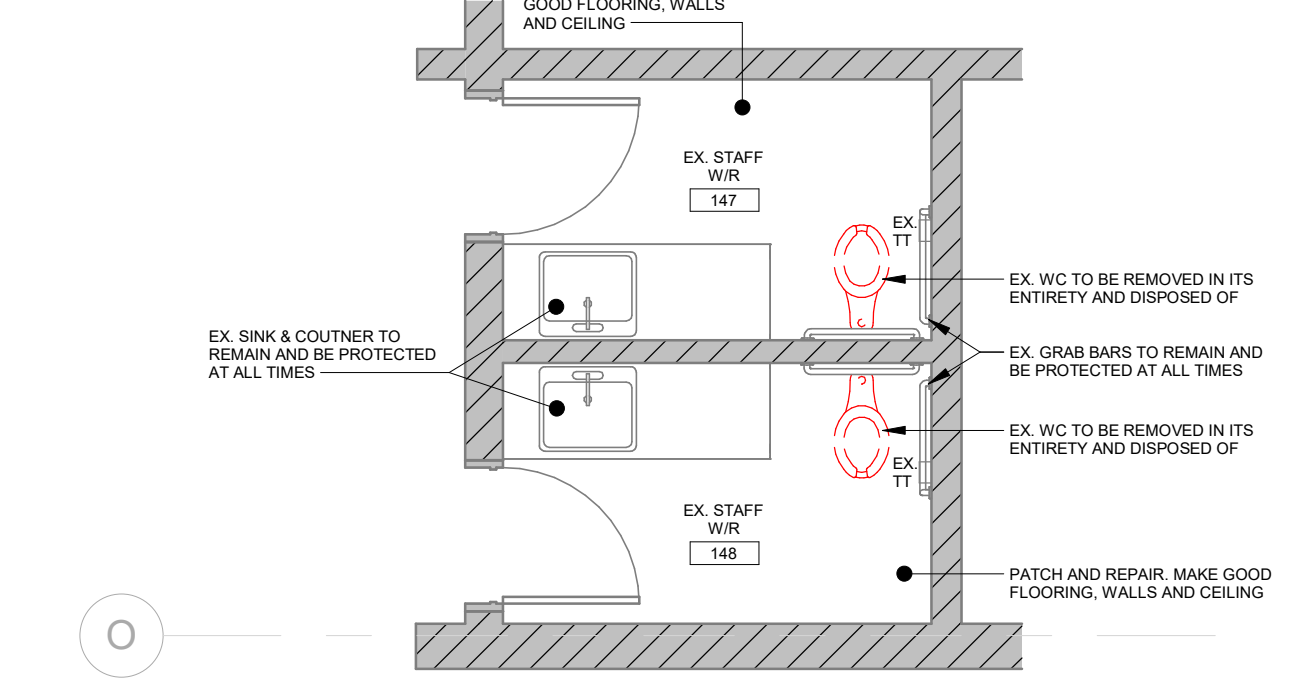 GOOD FLOORING, WALLS
AND CEILING
EX. STAFF
W/R
147
EX.
TT
EX. WC TO BE REMOVED IN ITS
ENTIRETY AND DISPOSED OF
EX. SINK & COUTNER TO
REMAIN AND BE PROTECTED
AT ALL TIMES
EX. GRAB BARS TO REMAIN AND
BE PROTECTED AT ALL TIMES
EX. WC TO BE REMOVED IN ITS
ENTIRETY AND DISPOSED OF
EX.
TT
EX. STAFF
W/R
148
PATCH AND REPAIR. MAKE GOOD
FLOORING, WALLS AND CEILING
O